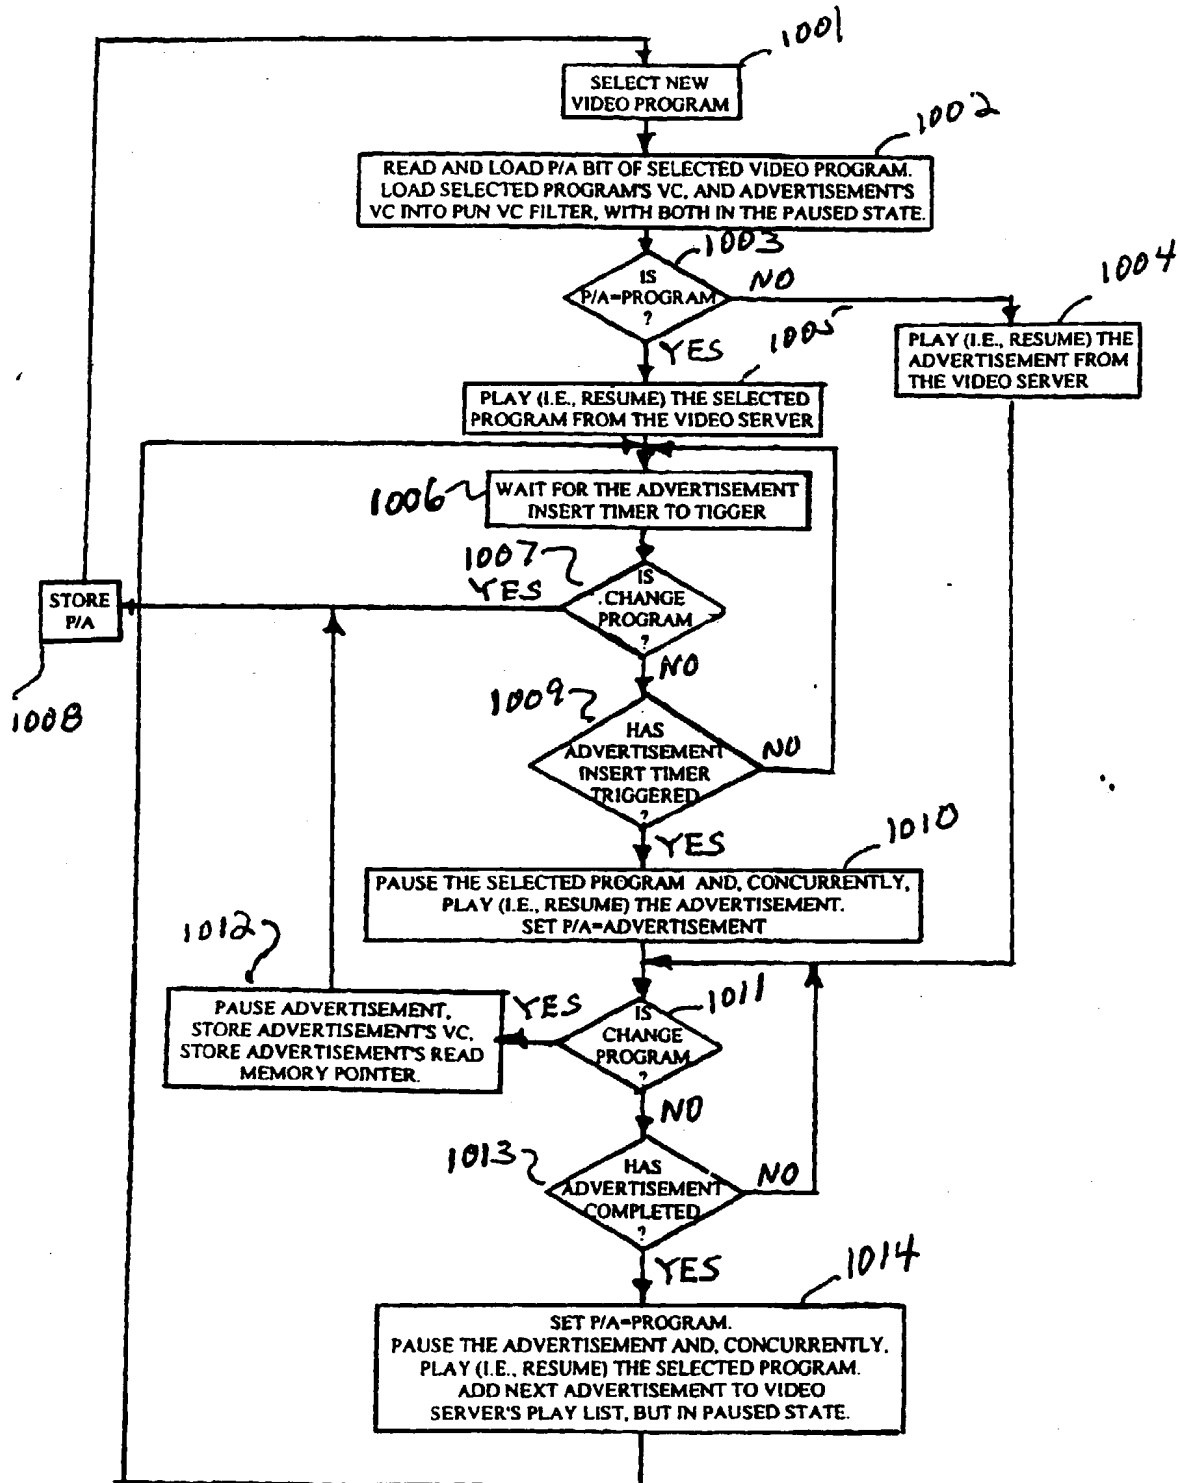 1001
SELECT NEW
VIDEO PROGRAM
1002
READ AND LOAD P/A BIT OF SELECTED VIDEO PROGRAM.
LOAD SELECTED PROGRAM'S VC, AND ADVERTISEMENT'S
VC INTO PUN VC FILTER, WITH BOTH IN THE PAUSED STATE.
1003
IS
P/A=PROGRAM
?
NO
1004
PLAY (I.E., RESUME) THE
ADVERTISEMENT FROM
THE VIDEO SERVER
YES
1005
PLAY (I.E., RESUME) THE SELECTED
PROGRAM FROM THE VIDEO SERVER
1006
WAIT FOR THE ADVERTISEMENT
INSERT TIMER TO TIGGER
1007
YES
IS
CHANGE
PROGRAM
?
STORE
P/A
1008
NO
1009
HAS
ADVERTISEMENT
INSERT TIMER
TRIGGERED
?
NO
YES
1010
PAUSE THE SELECTED PROGRAM AND, CONCURRENTLY,
PLAY (I.E., RESUME) THE ADVERTISEMENT.
SET P/A=ADVERTISEMENT
1012
PAUSE ADVERTISEMENT,
STORE ADVERTISEMENT'S VC,
STORE ADVERTISEMENT'S READ
MEMORY POINTER.
YES
1011
IS
CHANGE
PROGRAM
?
NO
1013
HAS
ADVERTISEMENT
COMPLETED
?
NO
YES
1014
SET P/A=PROGRAM.
PAUSE THE ADVERTISEMENT AND, CONCURRENTLY,
PLAY (I.E., RESUME) THE SELECTED PROGRAM.
ADD NEXT ADVERTISEMENT TO VIDEO
SERVER'S PLAY LIST, BUT IN PAUSED STATE.